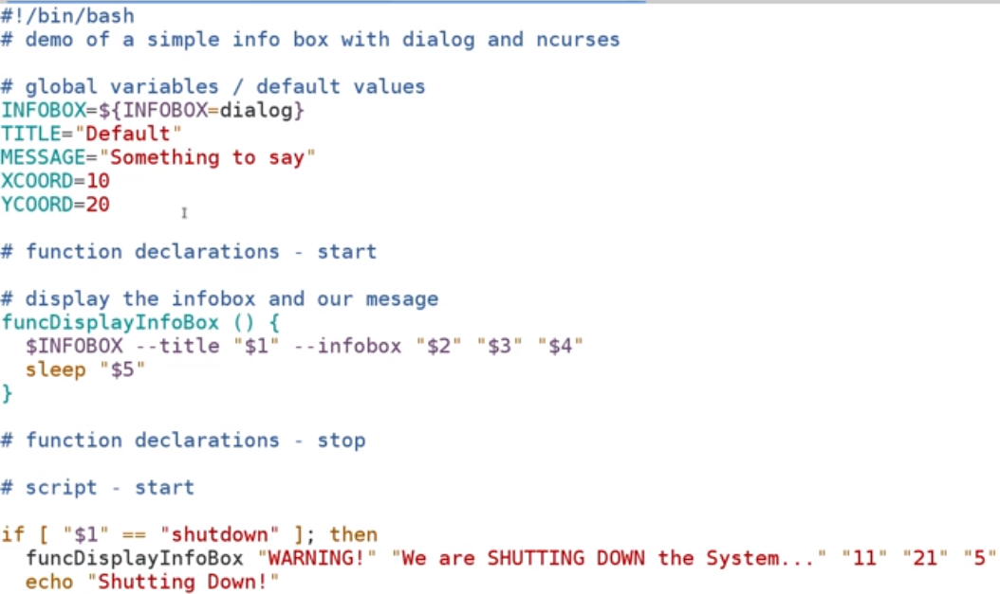 #!/bin/bash
# demo of a simple info box with dialog and ncurses
# global variables / default values
INFOBOX=${INFOBOX=dialog}
TITLE="Default"
MESSAGE="Something to say"
XCOORD=10
YCOORD=20
# function declarations - start
# display the infobox and our mesage
funcDisplayInfoBox () {
  $INFOBOX --title "$1" --infobox "$2" "$3" "$4"
  sleep "$5"
}
# function declarations - stop
# script - start
if [ "$1" == "shutdown" ]; then
  funcDisplayInfoBox "WARNING!" "We are SHUTTING DOWN the System..." "11" "21" "5"
  echo "Shutting Down!"